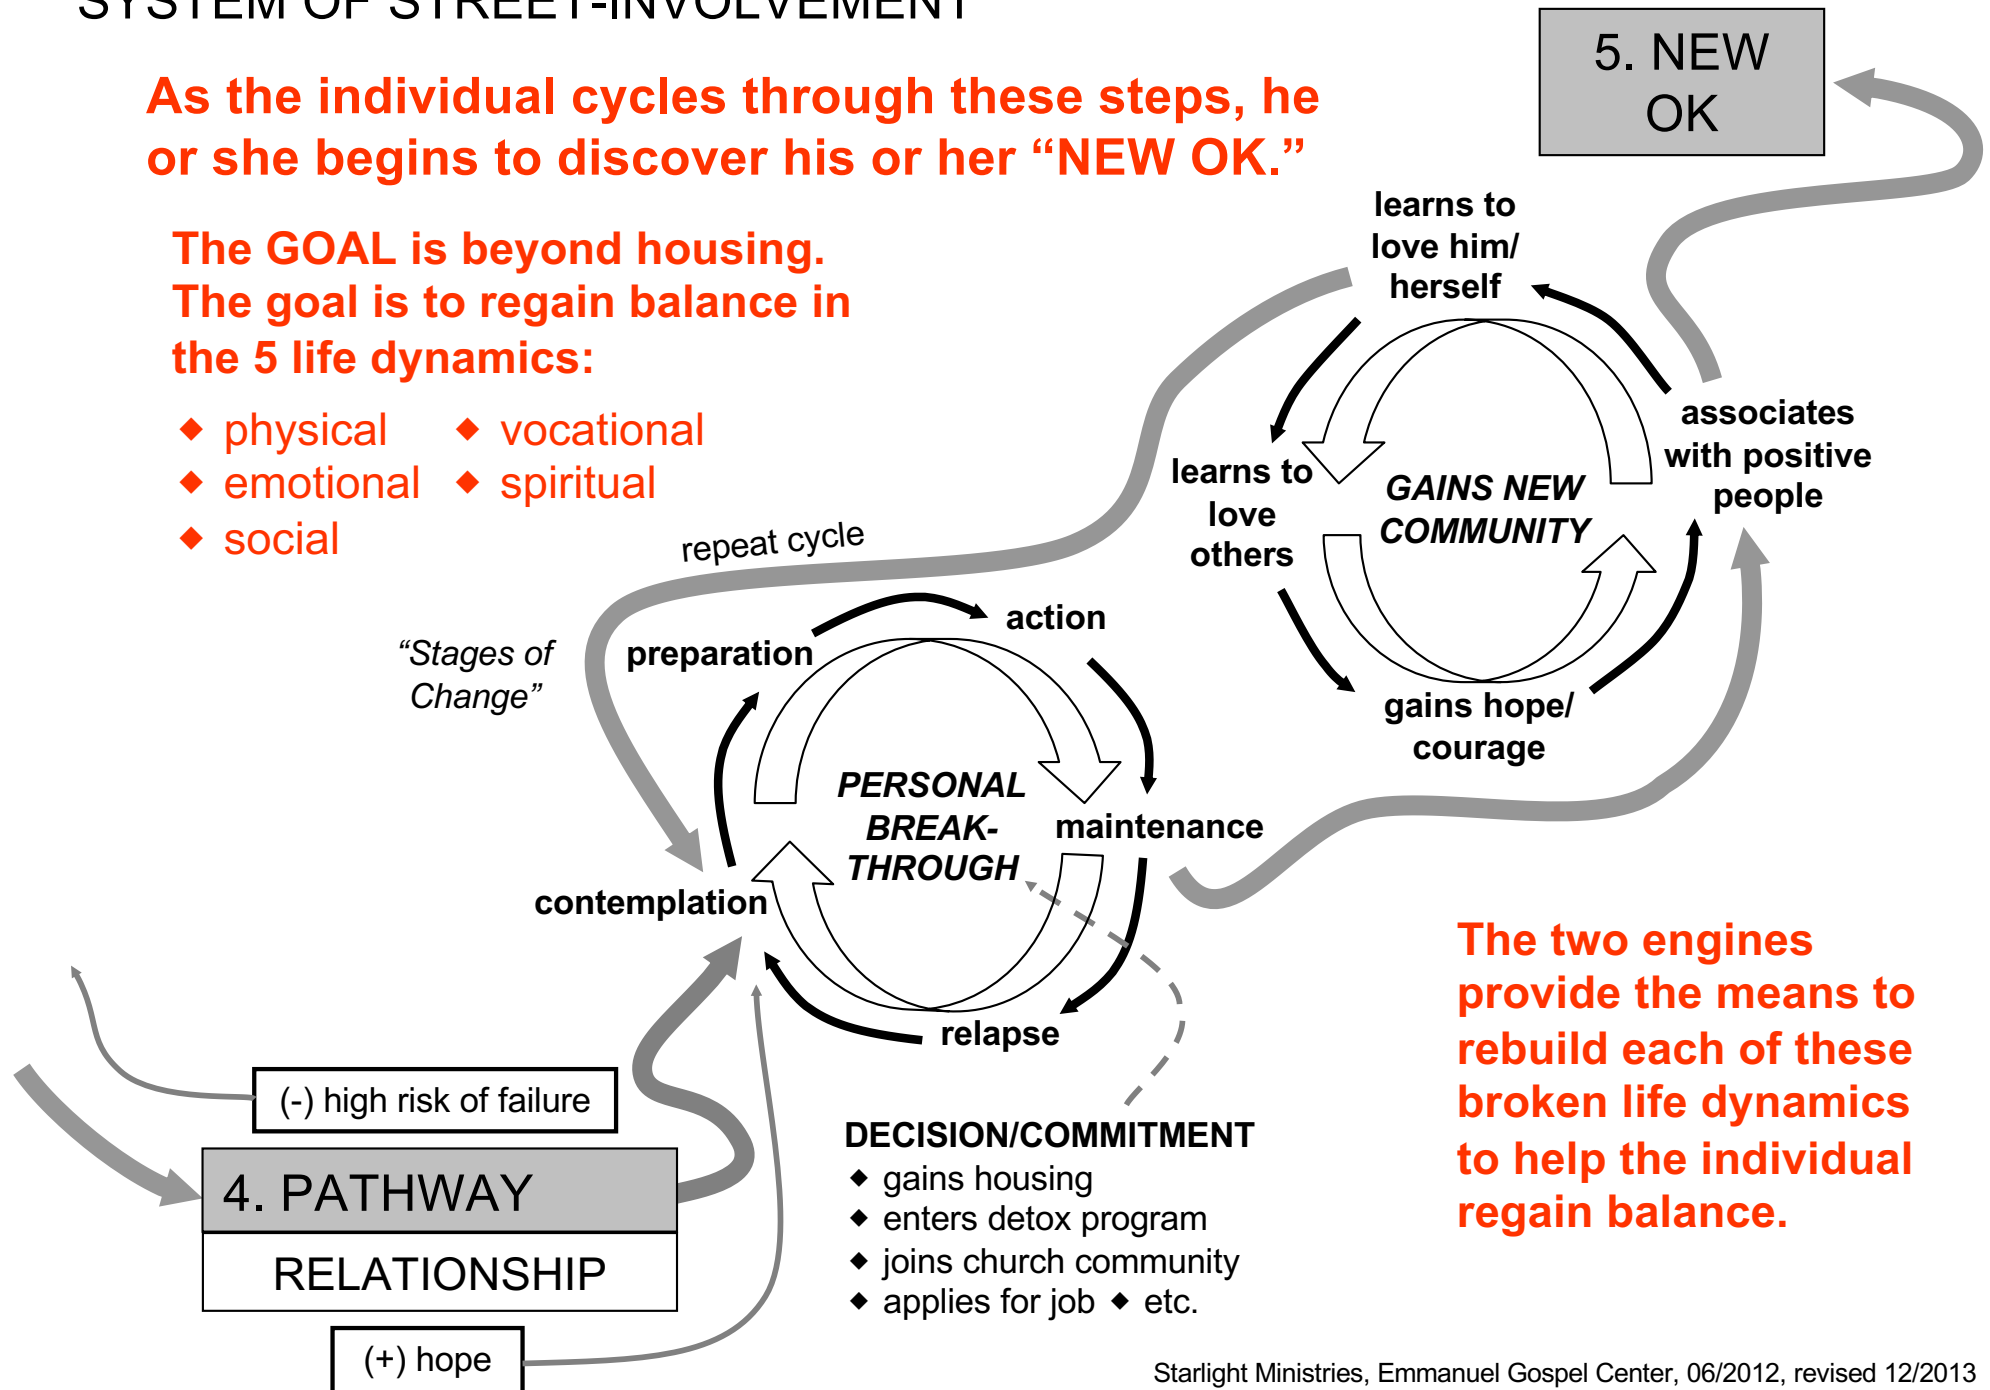 SYSTEM OF STREET-INVOLVEMENT
As the individual cycles through these steps, he
or she begins to discover his or her “NEW OK.”
5. NEW
OK
The GOAL is beyond housing.
The goal is to regain balance in
the 5 life dynamics:
◆ physical ◆ vocational
◆ emotional ◆ spiritual
◆ social
learns to
love him/
herself
associates
with positive
people
learns to
love
others
GAINS NEW
COMMUNITY
gains hope/
courage
repeat cycle
“Stages of
Change”
preparation
action
PERSONAL
BREAK-
THROUGH
maintenance
contemplation
relapse
The two engines
provide the means to
rebuild each of these
broken life dynamics
to help the individual
regain balance.
(-) high risk of failure
4. PATHWAY
RELATIONSHIP
(+) hope
DECISION/COMMITMENT
◆ gains housing
◆ enters detox program
◆ joins church community
◆ applies for job ◆ etc.
Starlight Ministries, Emmanuel Gospel Center, 06/2012, revised 12/2013